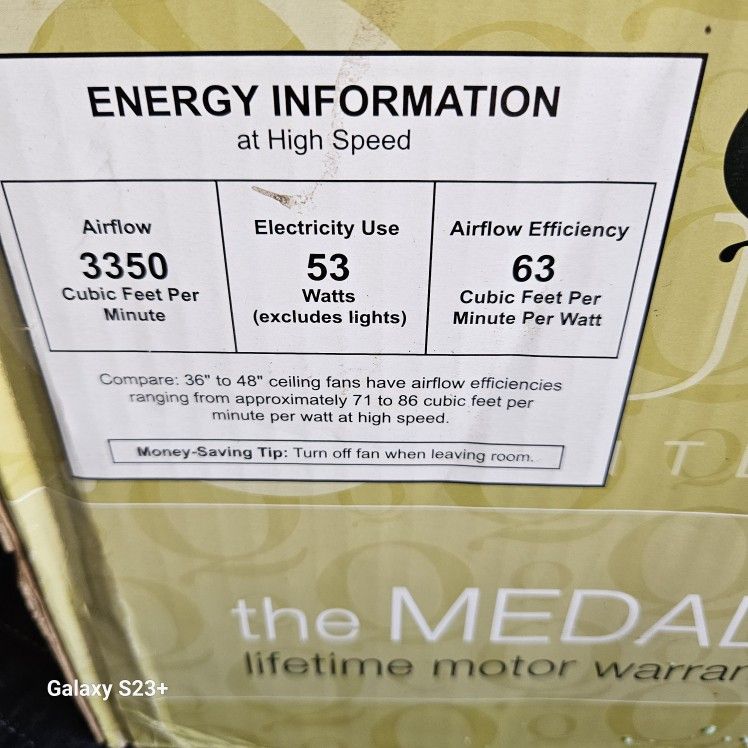 ENERGY INFORMATION
at High Speed
Airflow
3350
Cubic Feet Per
Minute
Electricity Use
53
Watts
(excludes lights)
Airflow Efficiency
63
Cubic Feet Per
Minute Per Watt
Compare: 36" to 48" ceiling fans have airflow efficiencies
ranging from approximately 71 to 86 cubic feet per
minute per watt at high speed.
Money-Saving Tip: Turn off fan when leaving room.
the MEDAL
lifetime motor warran
Galaxy S23+